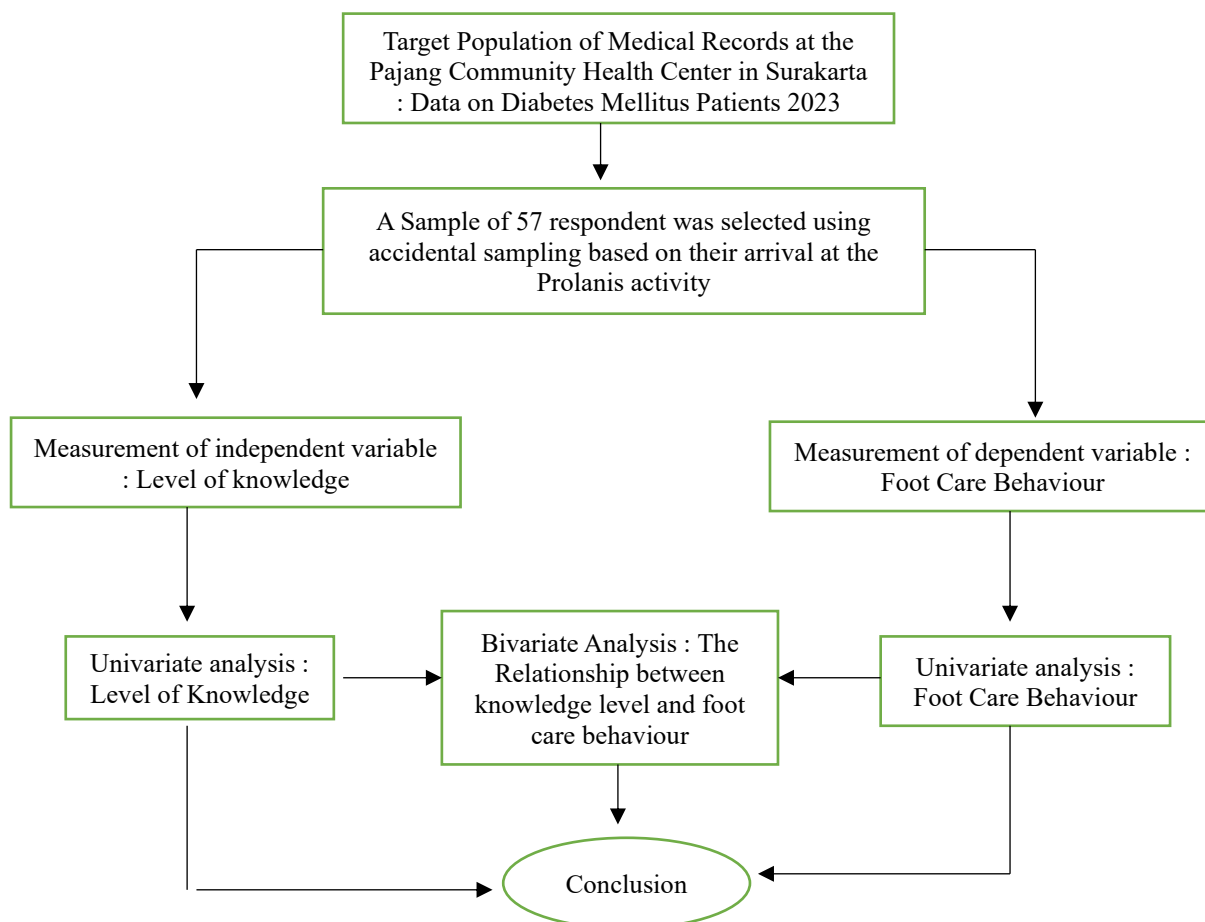 Target Population of Medical Records at the
Pajang Community Health Center in Surakarta
: Data on Diabetes Mellitus Patients 2023
A Sample of 57 respondent was selected using
accidental sampling based on their arrival at the
Prolanis activity
Measurement of independent variable
: Level of knowledge
Measurement of dependent variable :
Foot Care Behaviour
Univariate analysis :
Level of Knowledge
Bivariate Analysis : The
Relationship between
knowledge level and foot
care behaviour
Univariate analysis :
Foot Care Behaviour
Conclusion